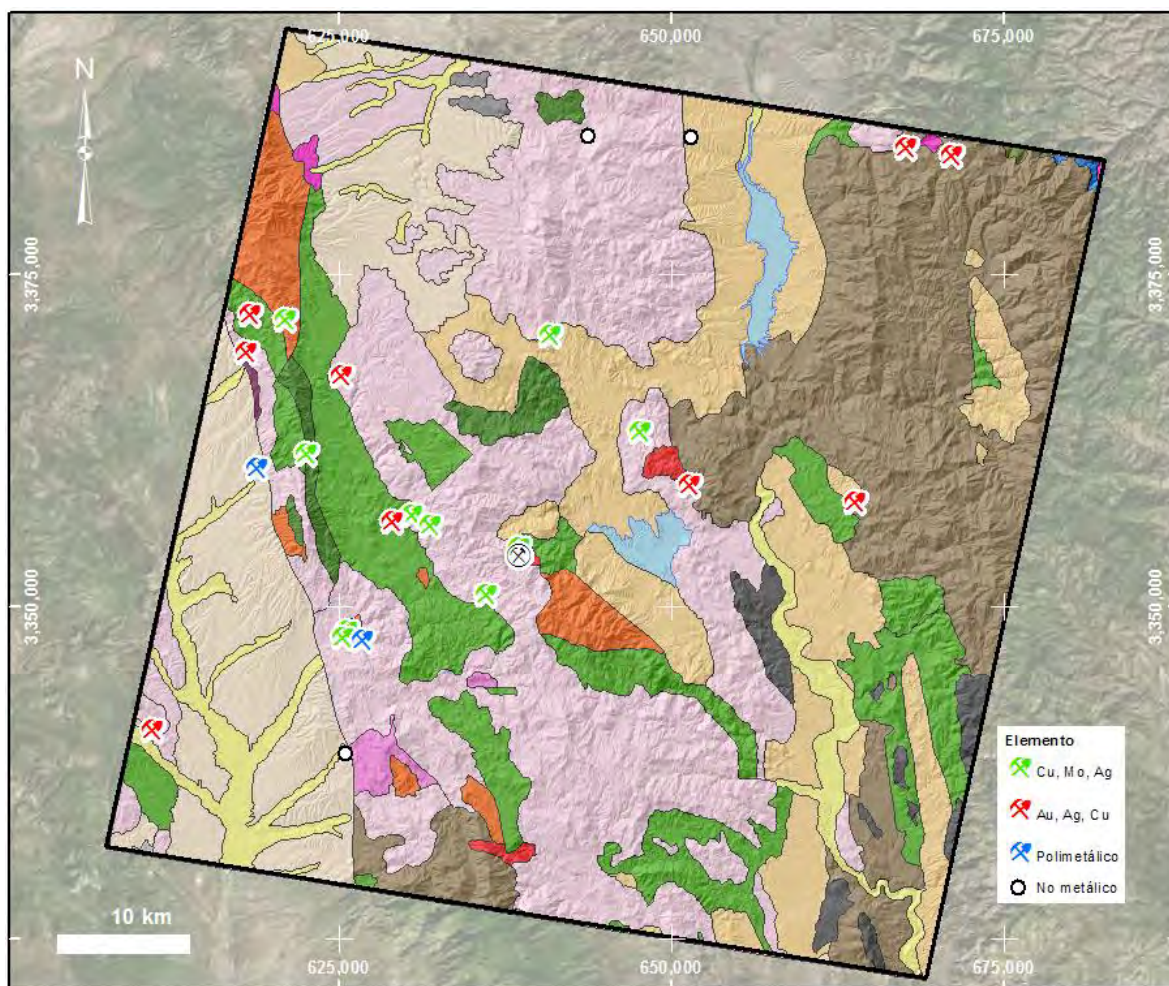 625,000
650,000
675,000
N
3,375,000
3,375,000
3,350,000
3,350,000
Elemento
Cu, Mo, Ag
Au, Ag, Cu
Polimetálico
No metálico
10 km
625,000
650,000
675,000